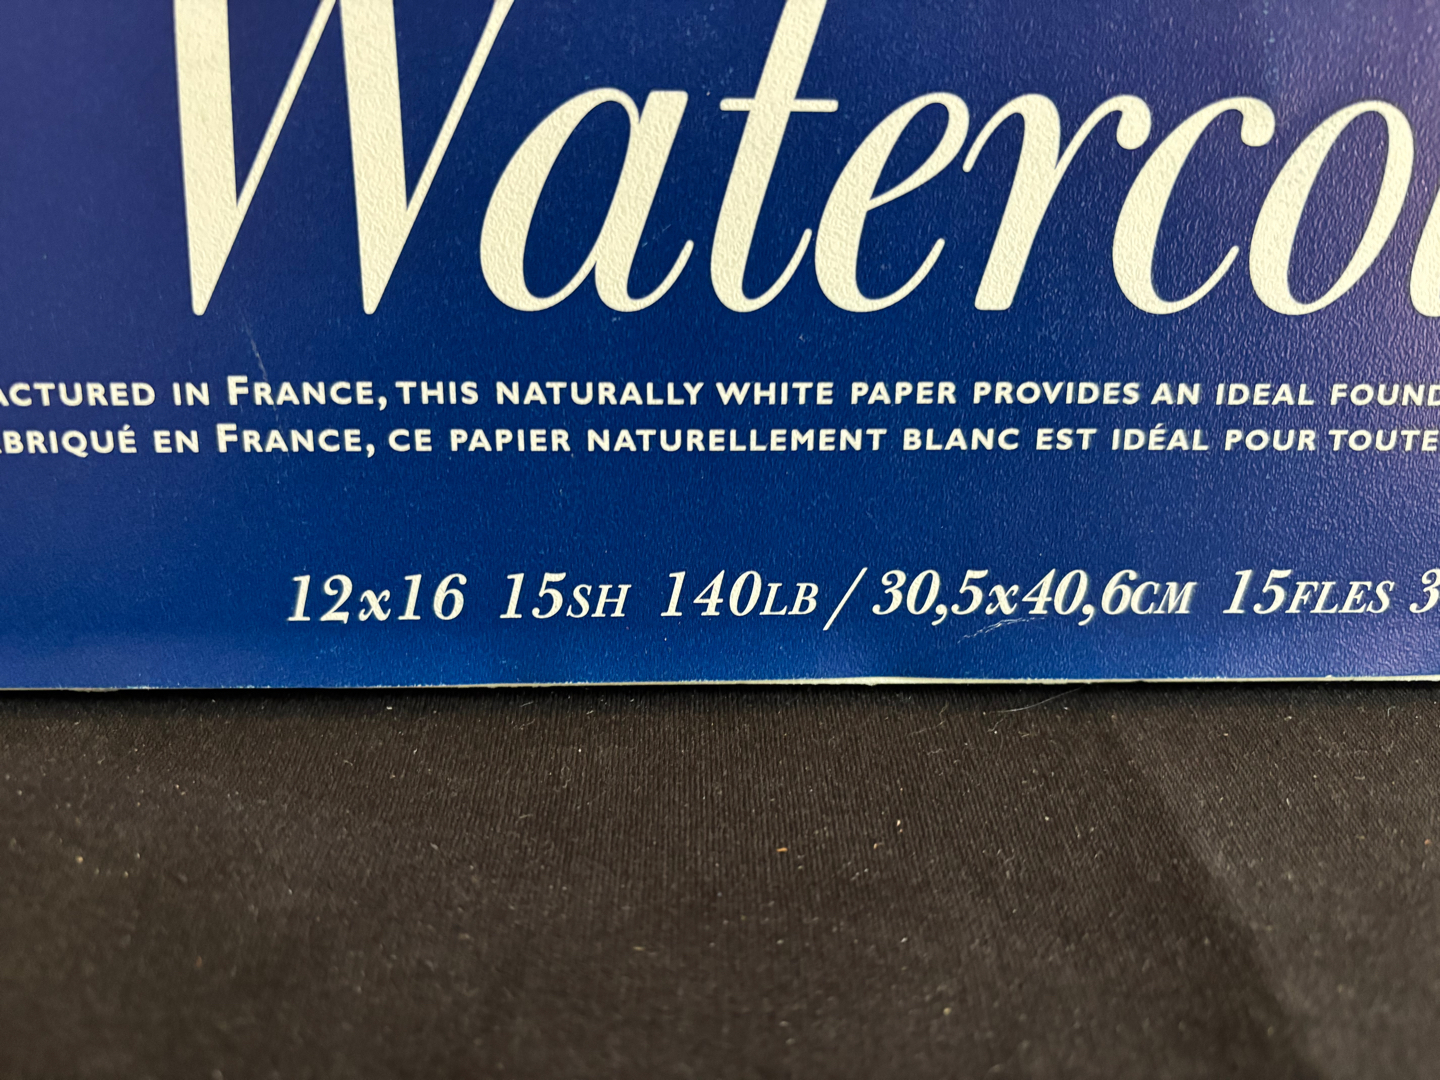 Waterco
ACTURED IN FRANCE, THIS NATURALLY WHITE PAPER PROVIDES AN IDEAL FOUND
BRIQUÉ EN FRANCE, CE PAPIER NATURELLEMENT BLANC EST IDÉAL POUR TOUTE
12x16 15SH 140LB / 30,5x40,6CM 15FLES 3